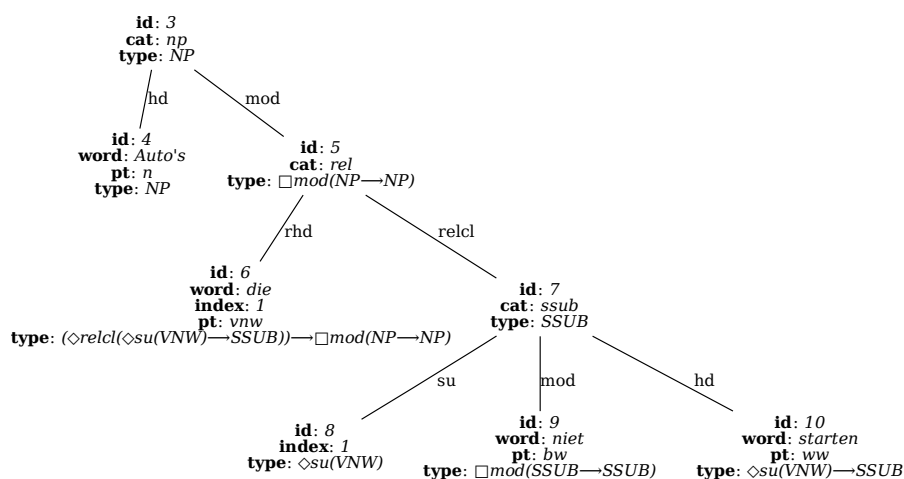 id: 3
cat: np
type: NP
hd
mod
id: 4
word: Auto's
pt: n
type: NP
id: 5
cat: rel
type: □mod(NP⟶NP)
rhd
relcl
id: 6
word: die
index: 1
pt: vnw
type: (◇relcl(◇su(VNW)⟶SSUB))⟶□mod(NP⟶NP)
id: 7
cat: ssub
type: SSUB
su
mod
hd
id: 8
index: 1
type: ◇su(VNW)
id: 9
word: niet
pt: bw
type: □mod(SSUB⟶SSUB)
id: 10
word: starten
pt: ww
type: ◇su(VNW)⟶SSUB